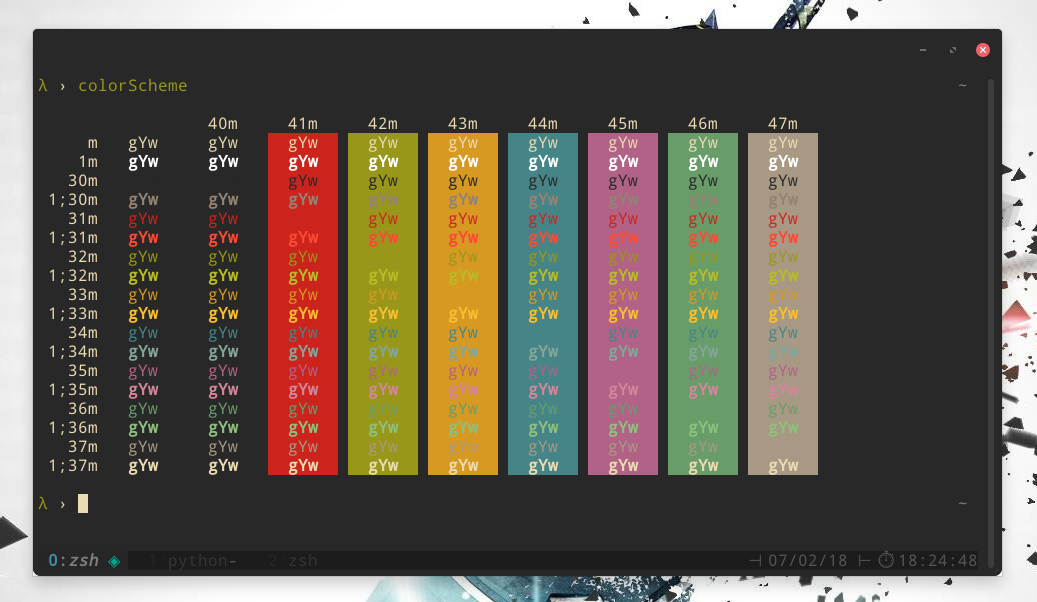 λ › colorScheme ~
40m 41m 42m 43m 44m 45m 46m 47m
m gYw gYw gYw gYw gYw gYw gYw gYw gYw
1m gYw gYw gYw gYw gYw gYw gYw gYw gYw
30m gYw gYw gYw gYw gYw gYw gYw
1;30m gYw gYw gYw gYw gYw gYw gYw gYw gYw
31m gYw gYw gYw gYw gYw gYw gYw gYw
1;31m gYw gYw gYw gYw gYw gYw gYw gYw gYw
32m gYw gYw gYw gYw gYw gYw gYw gYw
1;32m gYw gYw gYw gYw gYw gYw gYw gYw gYw
33m gYw gYw gYw gYw gYw gYw gYw gYw
1;33m gYw gYw gYw gYw gYw gYw gYw gYw gYw
34m gYw gYw gYw gYw gYw gYw gYw gYw
1;34m gYw gYw gYw gYw gYw gYw gYw gYw gYw
35m gYw gYw gYw gYw gYw gYw gYw gYw
1;35m gYw gYw gYw gYw gYw gYw gYw gYw gYw
36m gYw gYw gYw gYw gYw gYw gYw gYw
1;36m gYw gYw gYw gYw gYw gYw gYw gYw gYw
37m gYw gYw gYw gYw gYw gYw gYw gYw
1;37m gYw gYw gYw gYw gYw gYw gYw gYw gYw
λ › ~
0:zsh ◈ 1:python- 2:zsh ⊣ 07/02/18 ⊢ ⏱18:24:48